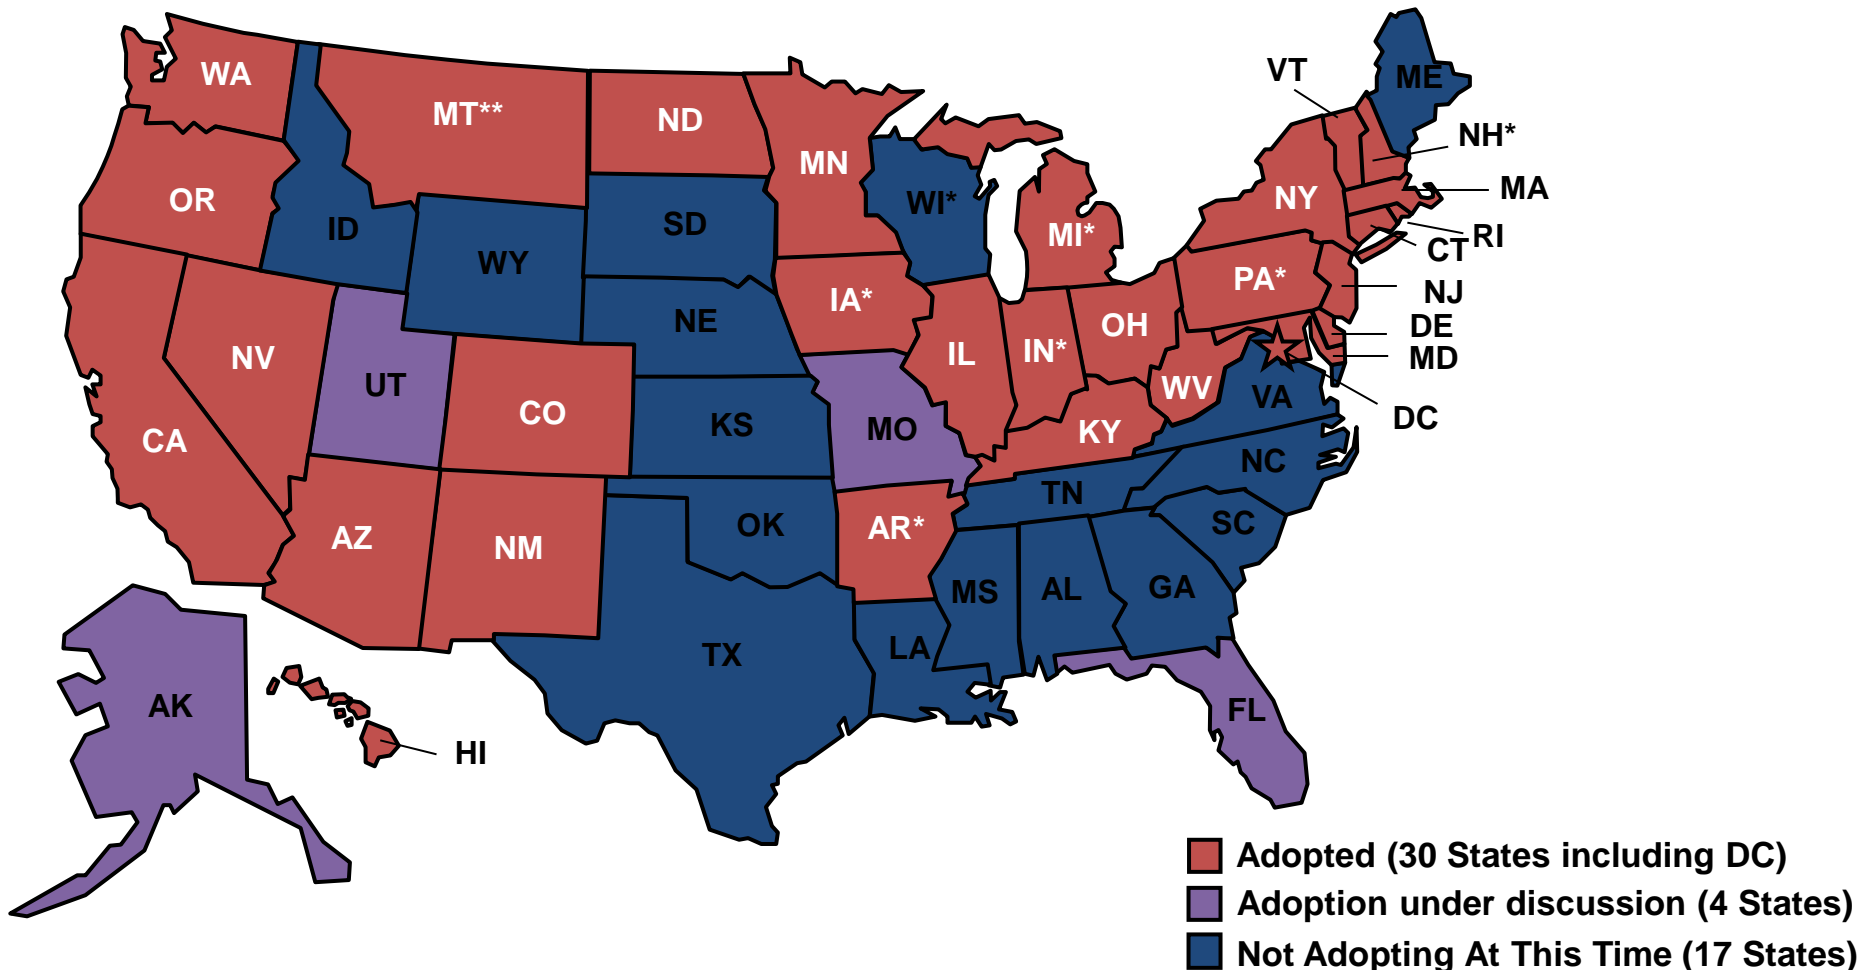 WA
MT**
ND
MN
VT
ME
NH*
OR
ID
WY
SD
WI*
MI*
NY
MA
RI
CT
NV
UT
NE
IA*
PA*
NJ
DE
MD
IL
IN*
OH
CA
CO
KS
MO
KY
WV
VA
DC
AZ
NM
OK
AR*
TN
NC
SC
MS
AL
GA
TX
LA
AK
HI
FL
Adopted (30 States including DC)
Adoption under discussion (4 States)
Not Adopting At This Time (17 States)